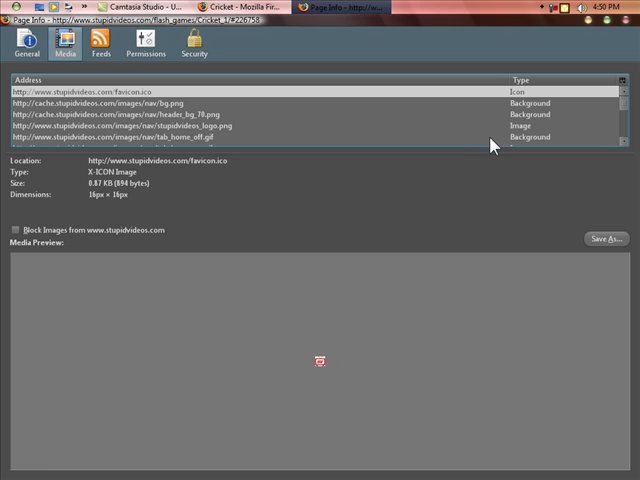 Camtasia Studio - U... Cricket - Mozilla Fir... Page Info - http://w... 4:50 PM
Page Info - http://www.stupidvideos.com/flash_games/Cricket_1/#226758
General Media Feeds Permissions Security
Address Type
http://www.stupidvideos.com/favicon.ico Icon
http://cache.stupidvideos.com/images/nav/bg.png Background
http://cache.stupidvideos.com/images/nav/header_bg_70.png Background
http://www.stupidvideos.com/images/nav/stupidvideos_logo.png Image
http://www.stupidvideos.com/images/nav/tab_home_off.gif Background
Location: http://www.stupidvideos.com/favicon.ico
Type: X-ICON Image
Size: 0.87 KB (894 bytes)
Dimensions: 16px × 16px
Block Images from www.stupidvideos.com
Media Preview:
Save As...